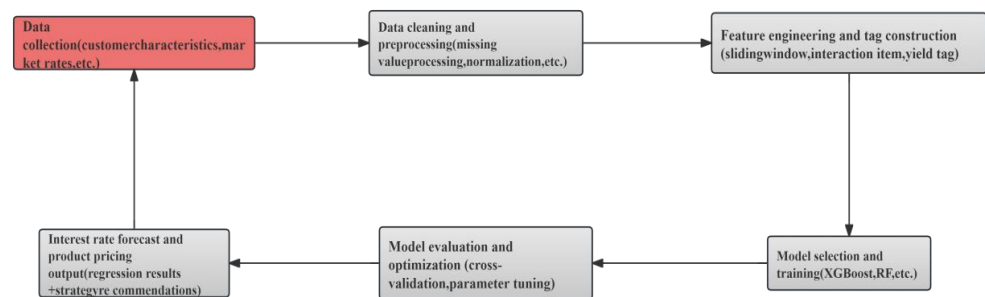 Data
collection(customercharacteristics,mar
ket rates,etc.)
Data cleaning and
preprocessing(missing
valueprocessing,normalization,etc.)
Feature engineering and tag construction
(slidingwindow,interaction item,yield tag)
Model selection and
training(XGBoost,RF,etc.)
Model evaluation and
optimization (cross-
validation,parameter tuning)
Interest rate forecast and
product pricing
output(regression results
+strategyre commendations)